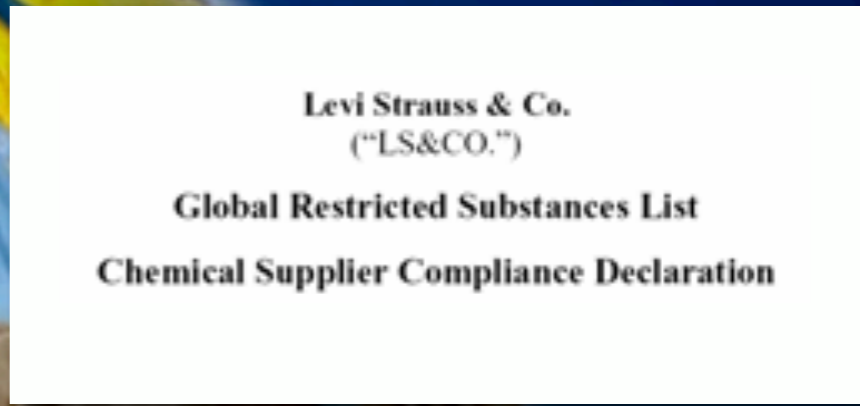 Levi Strauss & Co.
(“LS&CO.”)
Global Restricted Substances List
Chemical Supplier Compliance Declaration